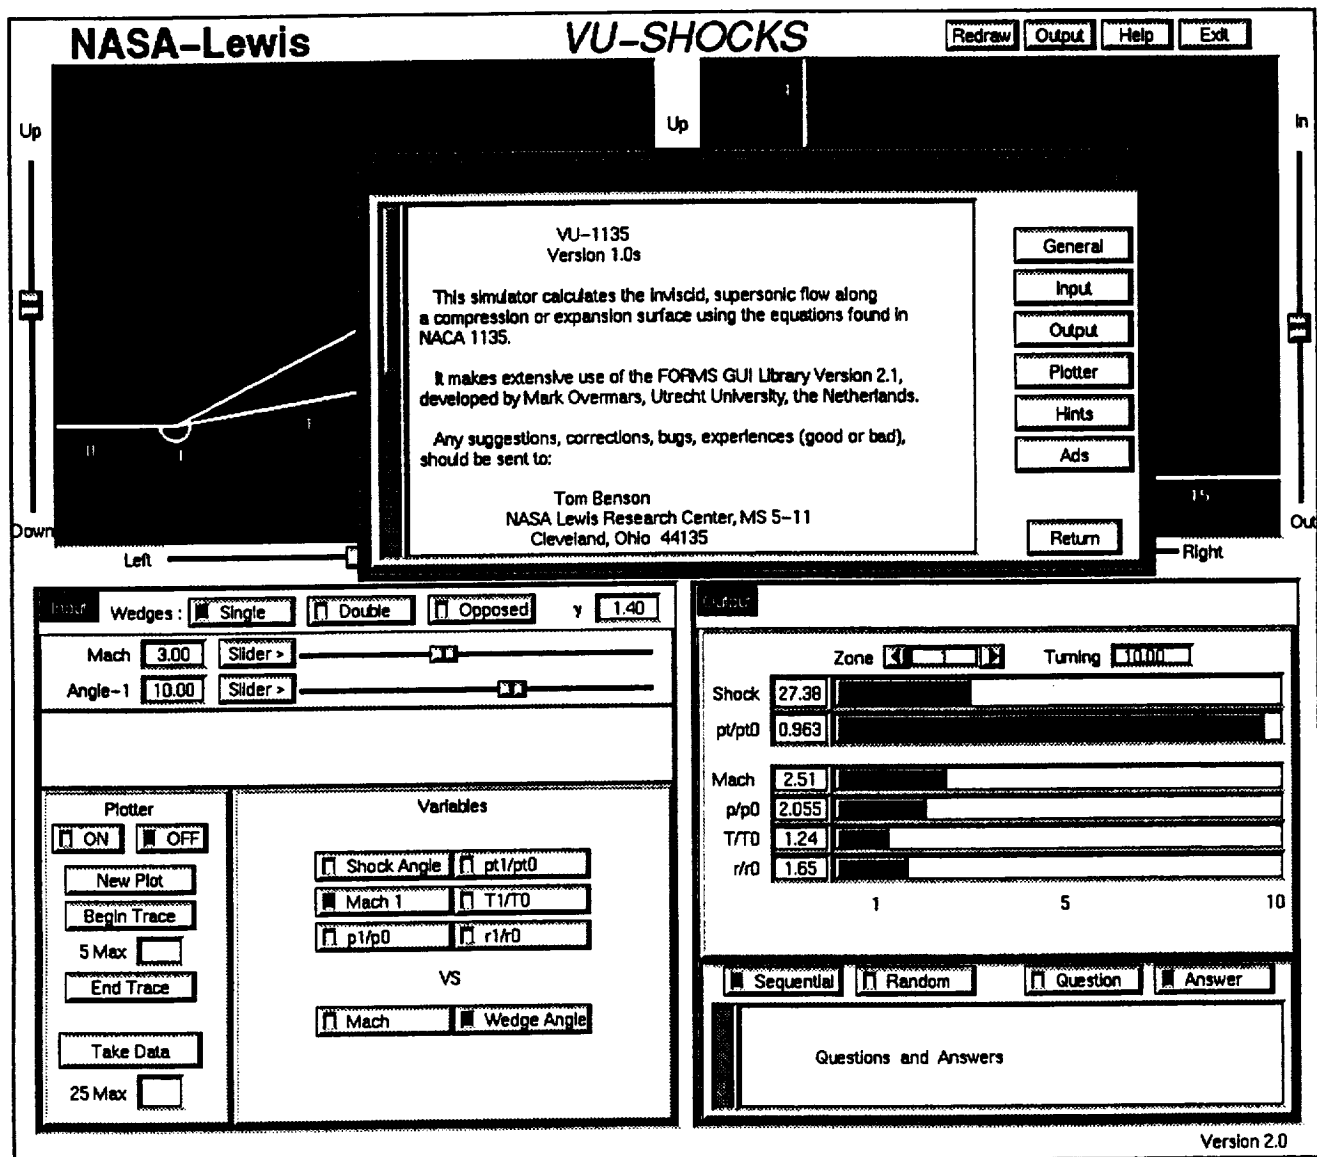 NASA-Lewis
VU-SHOCKS
Redraw Output Help Exit
Up
Up
In
1
VU-1135
Version 1.0s
This simulator calculates the inviscid, supersonic flow along
a compression or expansion surface using the equations found in
NACA 1135.
It makes extensive use of the FORMS GUI Library Version 2.1,
developed by Mark Overmars, Utrecht University, the Netherlands.
Any suggestions, corrections, bugs, experiences (good or bad),
should be sent to:
Tom Benson
NASA Lewis Research Center, MS 5-11
Cleveland, Ohio 44135
General
Input
Output
Plotter
Hints
Ads
Return
15
Down
Out
Left
Right
Input Wedges : Single Double Opposed γ 1.40
Mach 3.00 Slider >
Angle-1 10.00 Slider >
Plotter
ON OFF
New Plot
Begin Trace
5 Max
End Trace
Take Data
25 Max
Variables
Shock Angle pt1/pt0
Mach 1 T1/T0
p1/p0 r1/r0
VS
Mach Wedge Angle
Output
Zone 1 Turning 10.00
Shock 27.38
pt/pt0 0.963
Mach 2.51
p/p0 2.055
T/T0 1.24
r/r0 1.65
1 5 10
Sequential Random Question Answer
Questions and Answers
Version 2.0